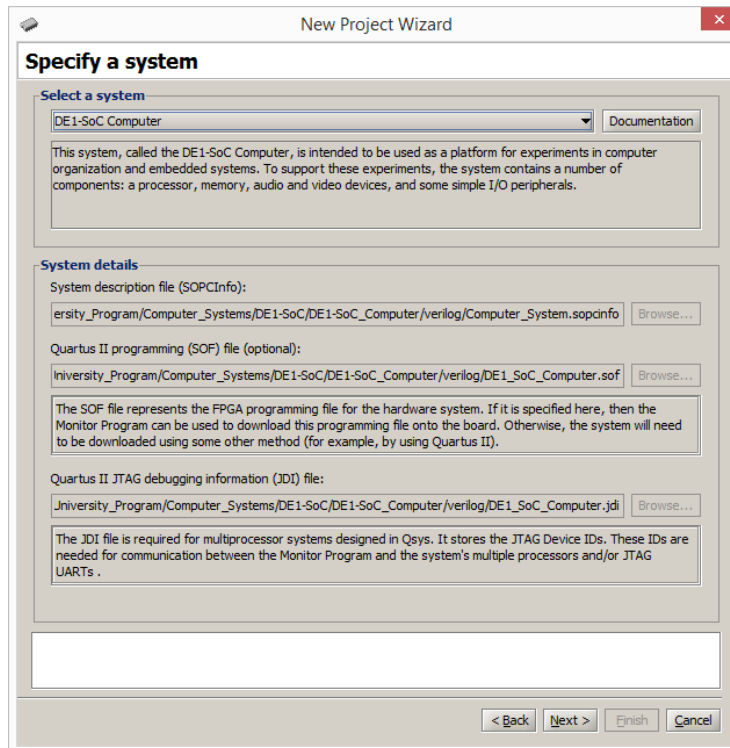 New Project Wizard
Specify a system
Select a system
DE1-SoC Computer
Documentation
This system, called the DE1-SoC Computer, is intended to be used as a platform for experiments in computer
organization and embedded systems. To support these experiments, the system contains a number of
components: a processor, memory, audio and video devices, and some simple I/O peripherals.
System details
System description file (SOPCInfo):
ersity_Program/Computer_Systems/DE1-SoC/DE1-SoC_Computer/verilog/Computer_System.sopcinfo
Browse...
Quartus II programming (SOF) file (optional):
University_Program/Computer_Systems/DE1-SoC/DE1-SoC_Computer/verilog/DE1_SoC_Computer.sof
Browse...
The SOF file represents the FPGA programming file for the hardware system. If it is specified here, then the
Monitor Program can be used to download this programming file onto the board. Otherwise, the system will need
to be downloaded using some other method (for example, by using Quartus II).
Quartus II JTAG debugging information (JDI) file:
University_Program/Computer_Systems/DE1-SoC/DE1-SoC_Computer/verilog/DE1_SoC_Computer.jdi
Browse...
The JDI file is required for multiprocessor systems designed in Qsys. It stores the JTAG Device IDs. These IDs are
needed for communication between the Monitor Program and the system's multiple processors and/or JTAG
UARTs .
< Back
Next >
Finish
Cancel